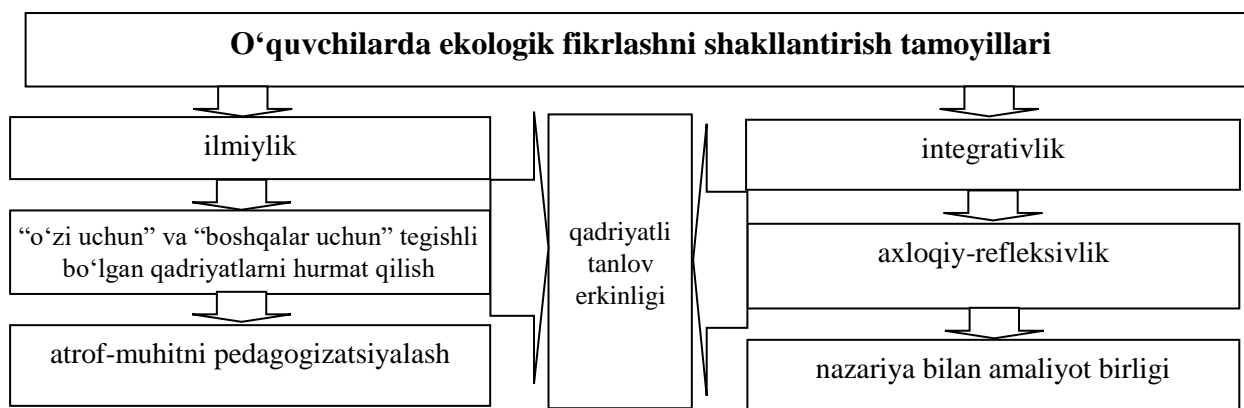 O‘quvchilarda ekologik fikrlashni shakllantirish tamoyillari
ilmiylik
“o‘zi uchun” va “boshqalar uchun” tegishli
bo‘lgan qadriyatlarni hurmat qilish
atrof-muhitni pedagogizatsiyalash
qadriyatli
tanlov
erkinligi
integrativlik
axloqiy-refleksivlik
nazariya bilan amaliyot birligi